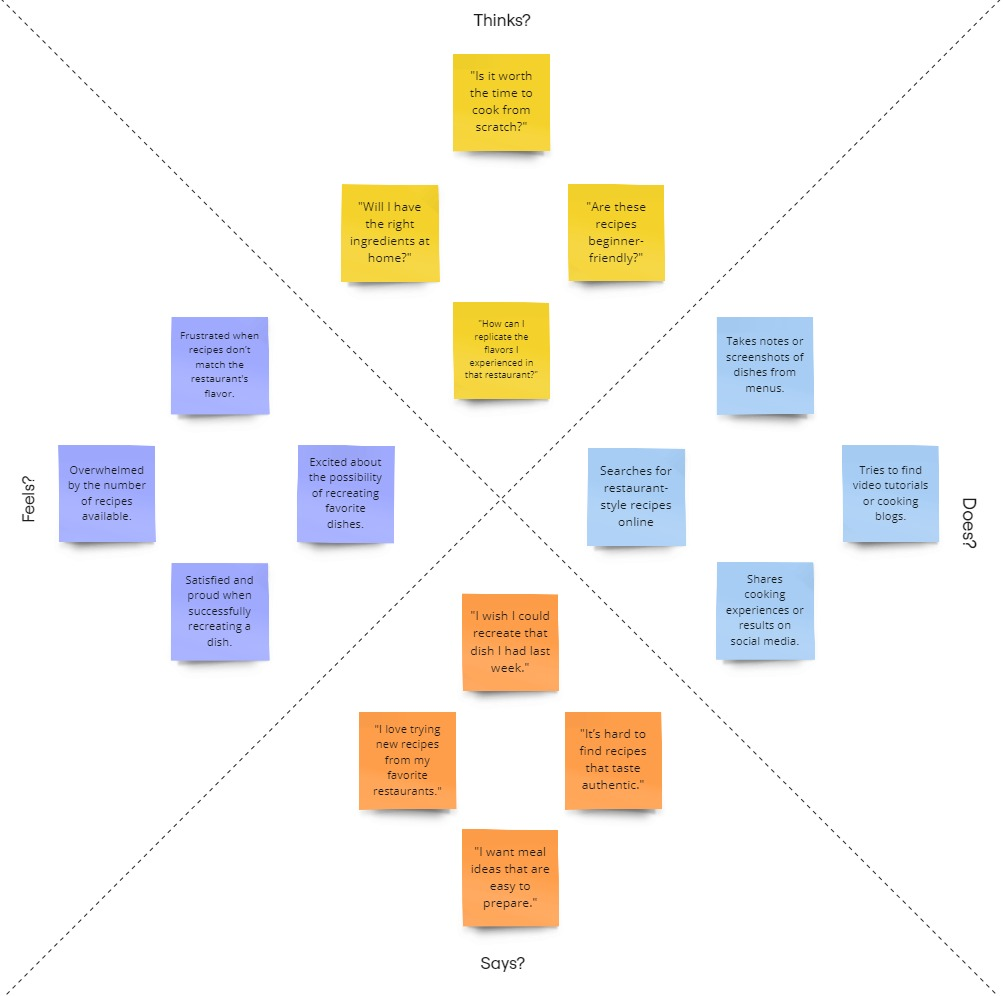 Thinks?
"Is it worth
the time to
cook from
scratch?"
"Will I have
the right
ingredients at
home?"
"Are these
recipes
beginner-
friendly?"
"How can I
replicate the
flavors I
experienced in
that restaurant?"
Feels?
Frustrated when
recipes don't
match the
restaurant's
flavor.
Overwhelmed
by the number
of recipes
available.
Excited about
the possibility
of recreating
favorite
dishes.
Satisfied and
proud when
successfully
recreating a
dish.
Takes notes or
screenshots of
dishes from
menus.
Searches for
restaurant-
style recipes
online
Tries to find
video tutorials
or cooking
blogs.
Shares
cooking
experiences or
results on
social media.
Does?
"I wish I could
recreate that
dish I had last
week."
"I love trying
new recipes
from my
favorite
restaurants."
"It's hard to
find recipes
that taste
authentic."
"I want meal
ideas that are
easy to
prepare."
Says?